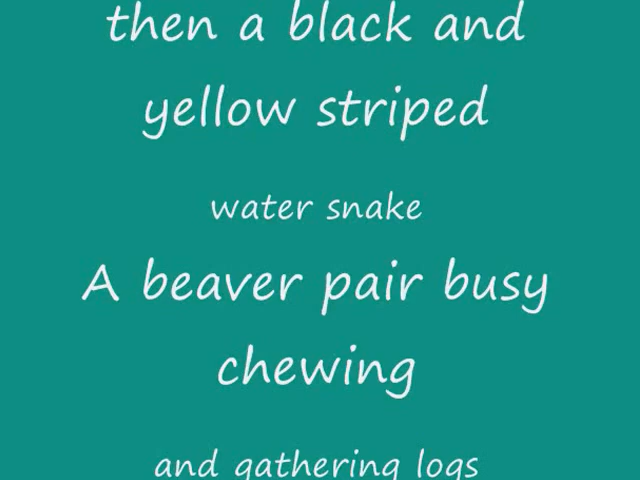 then a black and
yellow striped
water snake
A beaver pair busy
chewing
and gathering logs